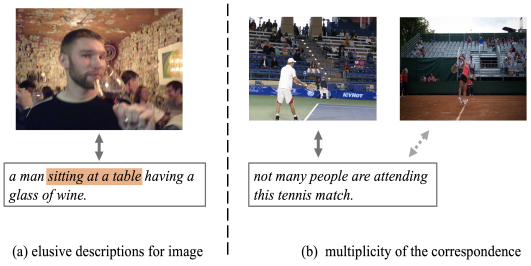 a man sitting at a table having a
glass of wine.
(a) elusive descriptions for image
not many people are attending
this tennis match.
(b) multiplicity of the correspondence